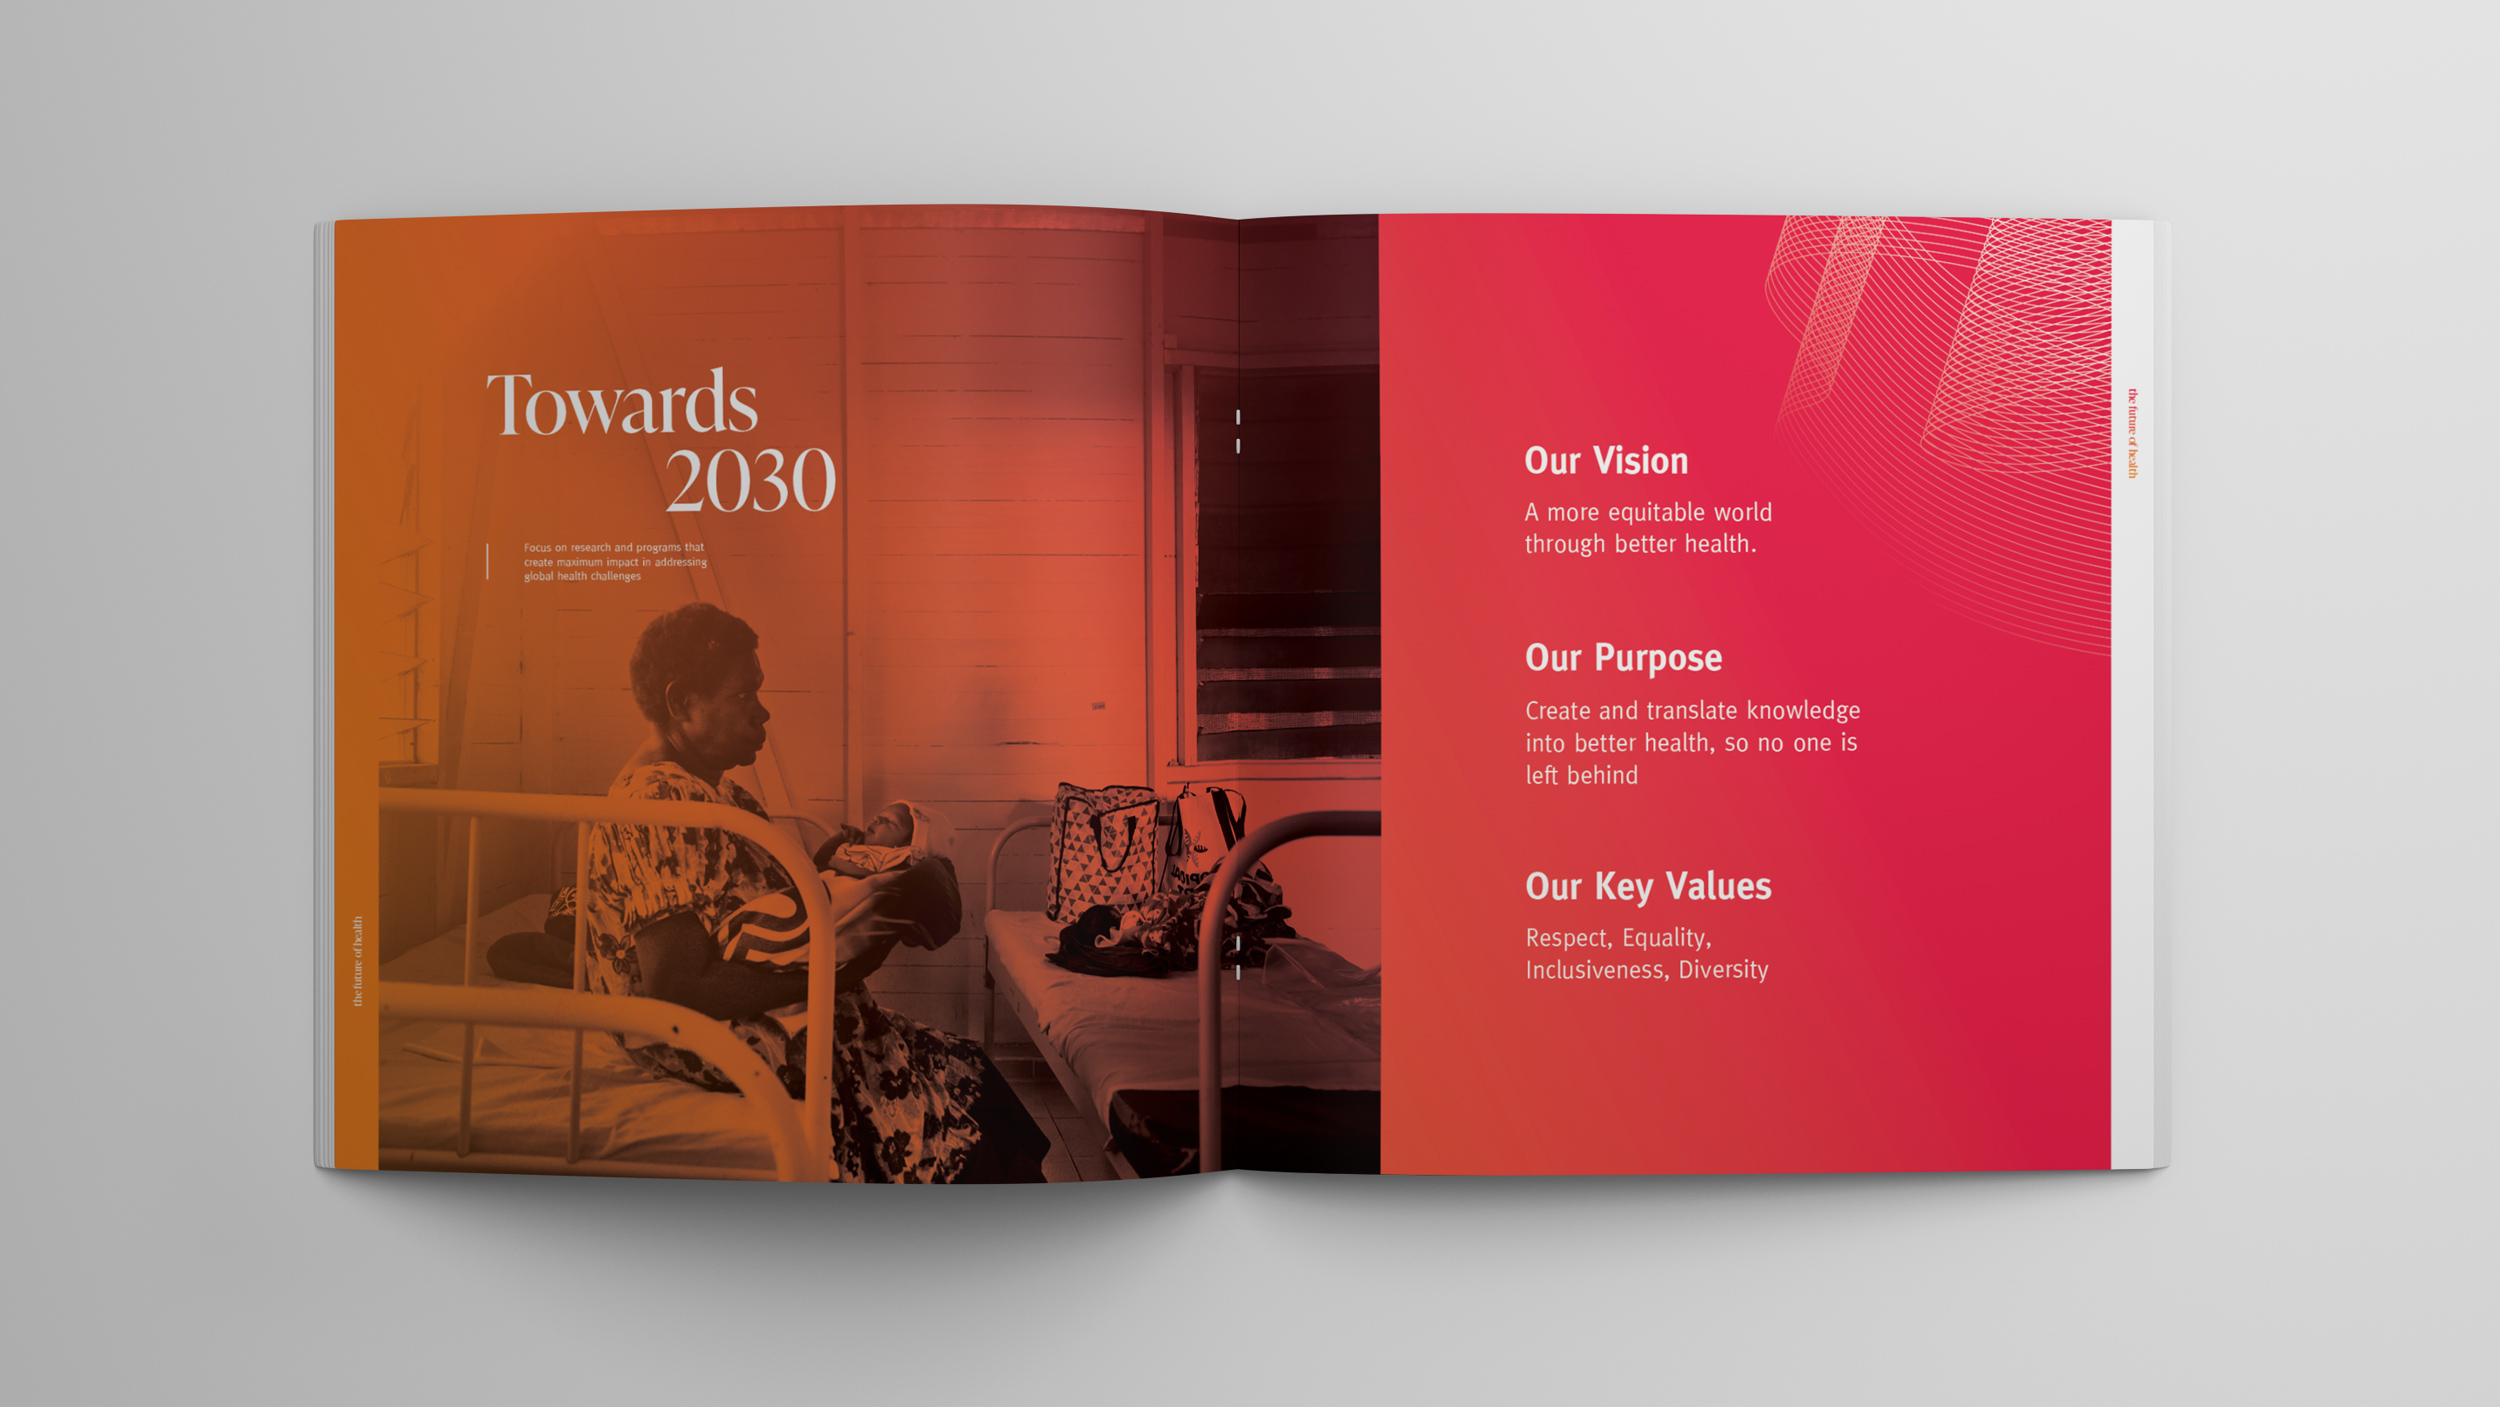 Towards
2030
Focus on research and programs that
create maximum impact in addressing
global health challenges
the future of health
Our Vision
A more equitable world
through better health.
Our Purpose
Create and translate knowledge
into better health, so no one is
left behind
Our Key Values
Respect, Equality,
Inclusiveness, Diversity
the future of health